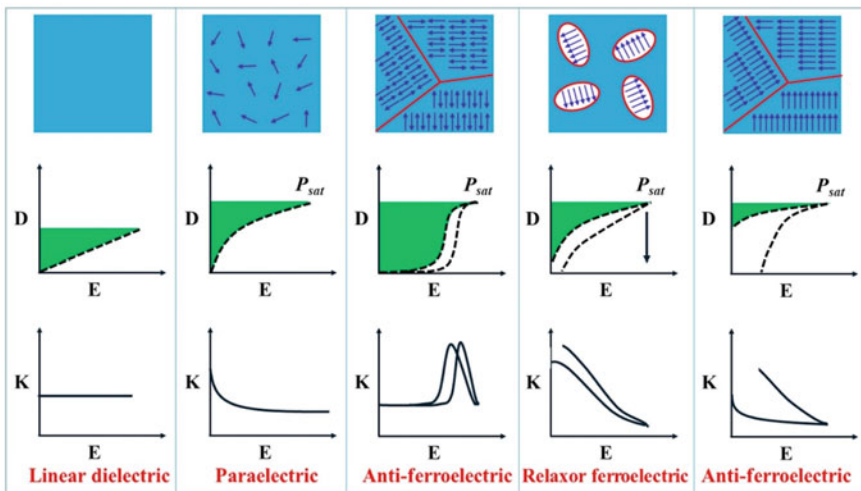 D
E
P_sat
D
E
P_sat
D
E
P_sat
D
E
P_sat
D
E
K
E
K
E
K
E
K
E
K
E
Linear dielectric
Paraelectric
Anti-ferroelectric
Relaxor ferroelectric
Anti-ferroelectric